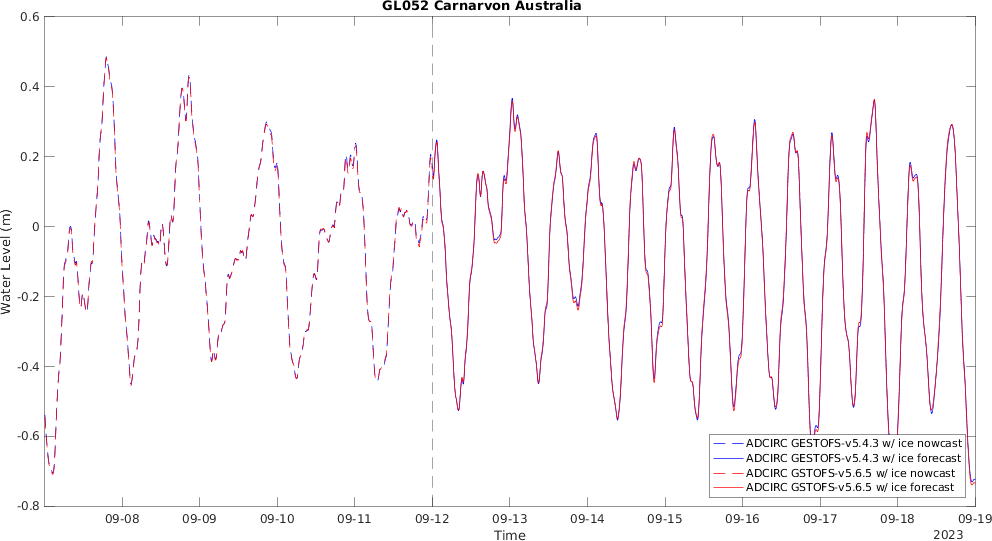 GL052 Carnarvon Australia
Water Level (m)
0.6
0.4
0.2
0
-0.2
-0.4
-0.6
-0.8
ADCIRC GESTOFS-v5.4.3 w/ ice nowcast
ADCIRC GESTOFS-v5.4.3 w/ ice forecast
ADCIRC GSTOFS-v5.6.5 w/ ice nowcast
ADCIRC GSTOFS-v5.6.5 w/ ice forecast
09-08 09-09 09-10 09-11 09-12 09-13 09-14 09-15 09-16 09-17 09-18 09-19
Time
2023